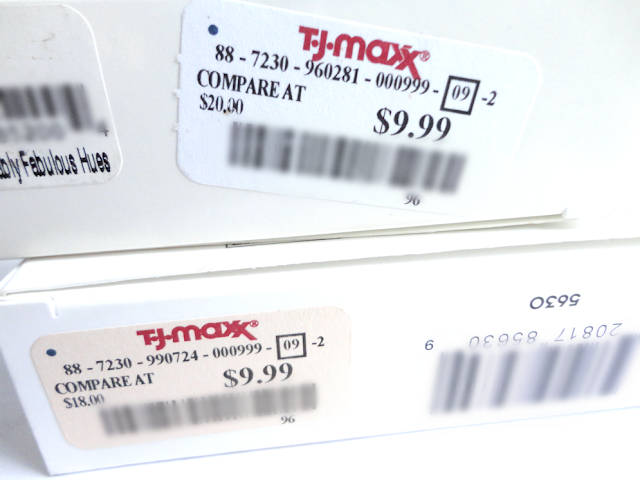 T·J·maxx®
88 - 7230 - 960281 - 000999 - 09 - 2
COMPARE AT
$20.00
$9.99
96
ably Fabulous Hues
T·J·maxx®
88 - 7230 - 990724 - 000999 - 09 - 2
COMPARE AT
$18.00
$9.99
96
5630
20817 85630 9